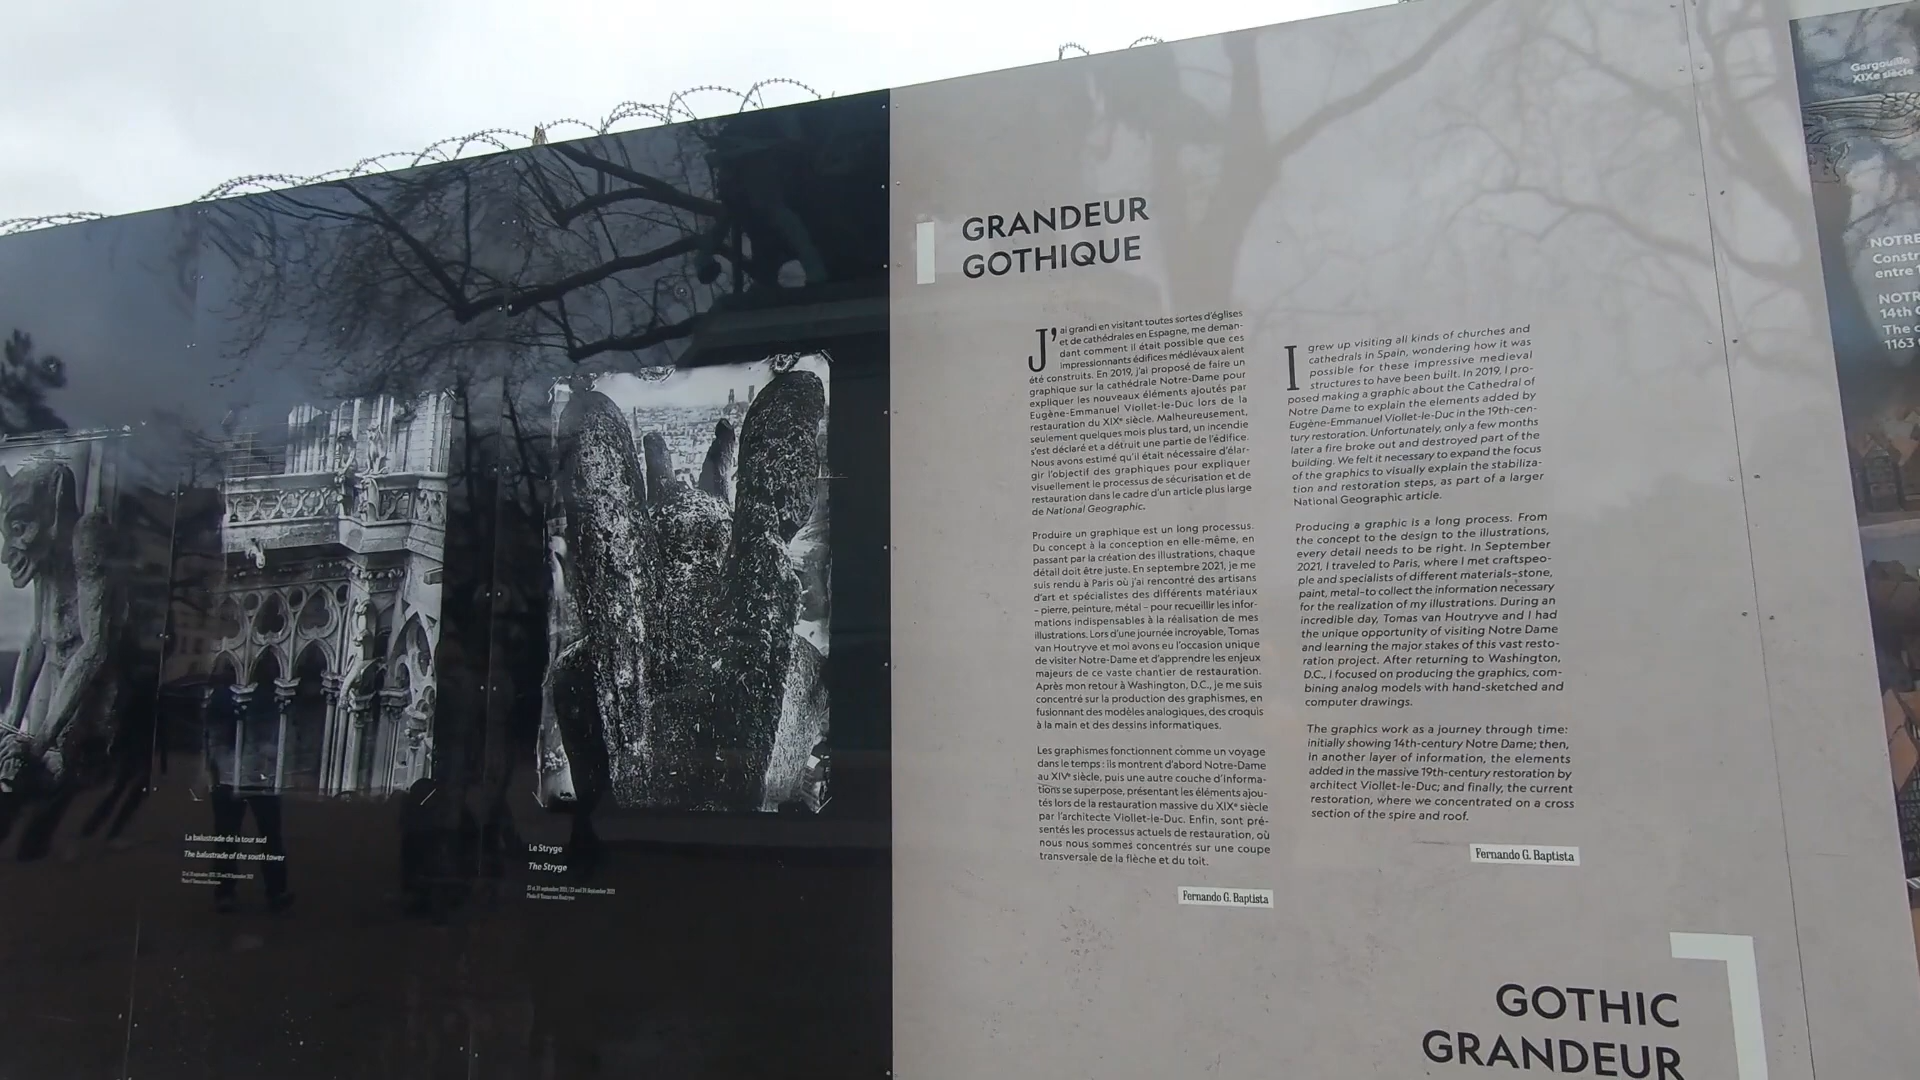 La balustrade de la tour sud
The balustrade of the south tower
Le Stryge
The Stryge
GRANDEUR
GOTHIQUE
J'ai grandi en visitant toutes sortes d'églises
et de cathédrales en Espagne, me deman-
dant comment il était possible que ces
impressionnants édifices médiévaux aient
été construits. En 2019, j'ai proposé de faire un
graphique sur la cathédrale Notre-Dame pour
expliquer les nouveaux éléments ajoutés par
Eugène-Emmanuel Viollet-le-Duc lors de la
restauration du XIXe siècle. Malheureusement,
seulement quelques mois plus tard, un incendie
s'est déclaré et a détruit une partie de l'édifice.
Nous avons estimé qu'il était nécessaire d'élar-
gir l'objectif des graphiques pour expliquer
visuellement le processus de sécurisation et de
restauration dans le cadre d'un article plus large
de National Geographic.
Produire un graphique est un long processus.
Du concept à la conception en elle-même, en
passant par la création des illustrations, chaque
détail doit être juste. En septembre 2021, je me
suis rendu à Paris où j'ai rencontré des artisans
d'art et spécialistes des différents matériaux
– pierre, peinture, métal – pour recueillir les infor-
mations indispensables à la réalisation de mes
illustrations. Lors d'une journée incroyable, Tomas
van Houtryve et moi avons eu l'occasion unique
de visiter Notre-Dame et d'apprendre les enjeux
majeurs de ce vaste chantier de restauration.
Après mon retour à Washington, D.C., je me suis
concentré sur la production des graphismes, en
fusionnant des modèles analogiques, des croquis
à la main et des dessins informatiques.
Les graphismes fonctionnent comme un voyage
dans le temps : ils montrent d'abord Notre-Dame
au XIVe siècle, puis une autre couche d'informa-
tions se superpose, présentant les éléments ajou-
tés lors de la restauration massive du XIXe siècle
par l'architecte Viollet-le-Duc. Enfin, sont pré-
sentés les processus actuels de restauration, où
nous nous sommes concentrés sur une coupe
transversale de la flèche et du toit.
Fernando G. Baptista
I grew up visiting all kinds of churches and
cathedrals in Spain, wondering how it was
possible for these impressive medieval
structures to have been built. In 2019, I pro-
posed making a graphic about the Cathedral of
Notre Dame to explain the elements added by
Eugène-Emmanuel Viollet-le-Duc in the 19th-cen-
tury restoration. Unfortunately, only a few months
later a fire broke out and destroyed part of the
building. We felt it necessary to expand the focus
of the graphics to visually explain the stabiliza-
tion and restoration steps, as part of a larger
National Geographic article.
Producing a graphic is a long process. From
the concept to the design to the illustrations,
every detail needs to be right. In September
2021, I traveled to Paris, where I met craftspeo-
ple and specialists of different materials–stone,
paint, metal–to collect the information necessary
for the realization of my illustrations. During an
incredible day, Tomas van Houtryve and I had
the unique opportunity of visiting Notre Dame
and learning the major stakes of this vast resto-
ration project. After returning to Washington,
D.C., I focused on producing the graphics, com-
bining analog models with hand-sketched and
computer drawings.
The graphics work as a journey through time:
initially showing 14th-century Notre Dame; then,
in another layer of information, the elements
added in the massive 19th-century restoration by
architect Viollet-le-Duc; and finally, the current
restoration, where we concentrated on a cross
section of the spire and roof.
Fernando G. Baptista
GOTHIC
GRANDEUR
Gargouille
XIXe siècle
NOTRE
Constr
entre 1
NOTR
14th
The c
1163